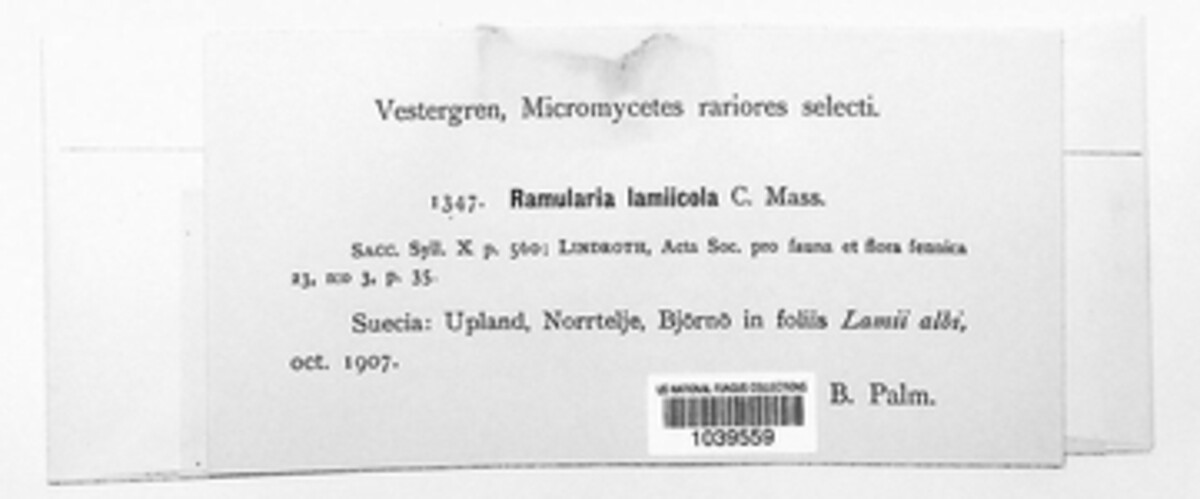 Vestergren, Micromycetes rariores selecti.
1347. Ramularia lamiicola C. Mass.
SACC. Syll. X p. 560; LINDROTH, Acta Soc. pro fauna et flora fennica
23, n:o 3, p. 35.
Suecia: Upland, Norrtelje, Björnö in foliis Lamii albi,
oct. 1907.
B. Palm.
US NATIONAL FUNGUS COLLECTIONS
1039559